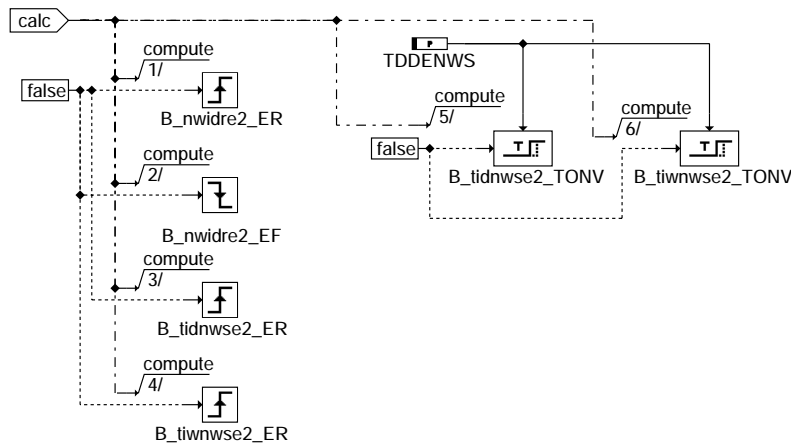 calc
compute
1/
false
B_nwidre2_ER
compute
2/
B_nwidre2_EF
compute
3/
B_tidnwse2_ER
compute
4/
B_tiwnwse2_ER
P
TDDENWS
compute
5/
false
T
B_tidnwse2_TONV
compute
6/
T
B_tiwnwse2_TONV